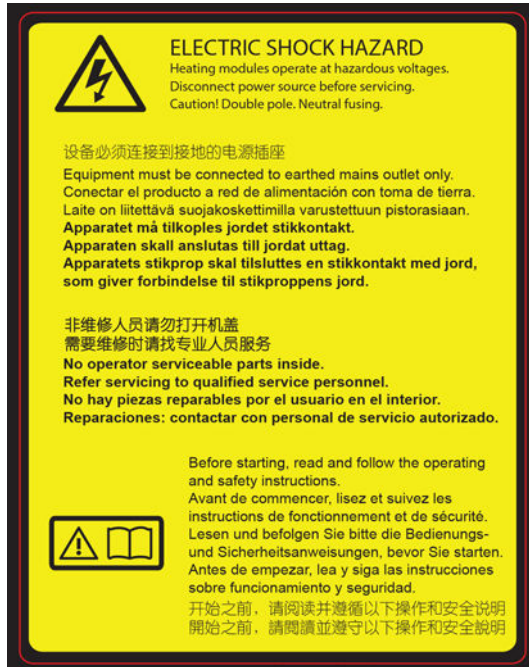 ELECTRIC SHOCK HAZARD
Heating modules operate at hazardous voltages.
Disconnect power source before servicing.
Caution! Double pole. Neutral fusing.
设备必须连接到接地的电源插座
Equipment must be connected to earthed mains outlet only.
Conectar el producto a red de alimentación con toma de tierra.
Laite on liitettävä suojakoskettimilla varustettuun pistorasiaan.
Apparatet må tilkoples jordet stikkontakt.
Apparaten skall anslutas till jordat uttag.
Apparatets stikprop skal tilsluttes en stikkontakt med jord,
som giver forbindelse til stikproppens jord.
非维修人员请勿打开机盖
需要维修时请找专业人员服务
No operator serviceable parts inside.
Refer servicing to qualified service personnel.
No hay piezas reparables por el usuario en el interior.
Reparaciones: contactar con personal de servicio autorizado.
Before starting, read and follow the operating
and safety instructions.
Avant de commencer, lisez et suivez les
instructions de fonctionnement et de sécurité.
Lesen und befolgen Sie bitte die Bedienungs-
und Sicherheitsanweisungen, bevor Sie starten.
Antes de empezar, lea y siga las instrucciones
sobre funcionamiento y seguridad.
开始之前，请阅读并遵循以下操作和安全说明
開始之前，請閱讀並遵守以下操作和安全說明